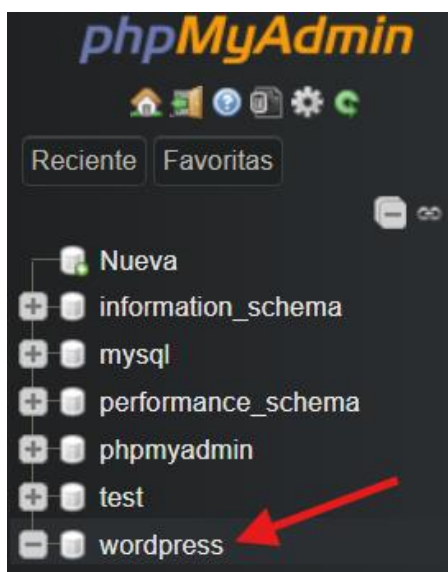 phpMyAdmin
Reciente Favoritas
Nueva
information_schema
mysql
performance_schema
phpmyadmin
test
wordpress